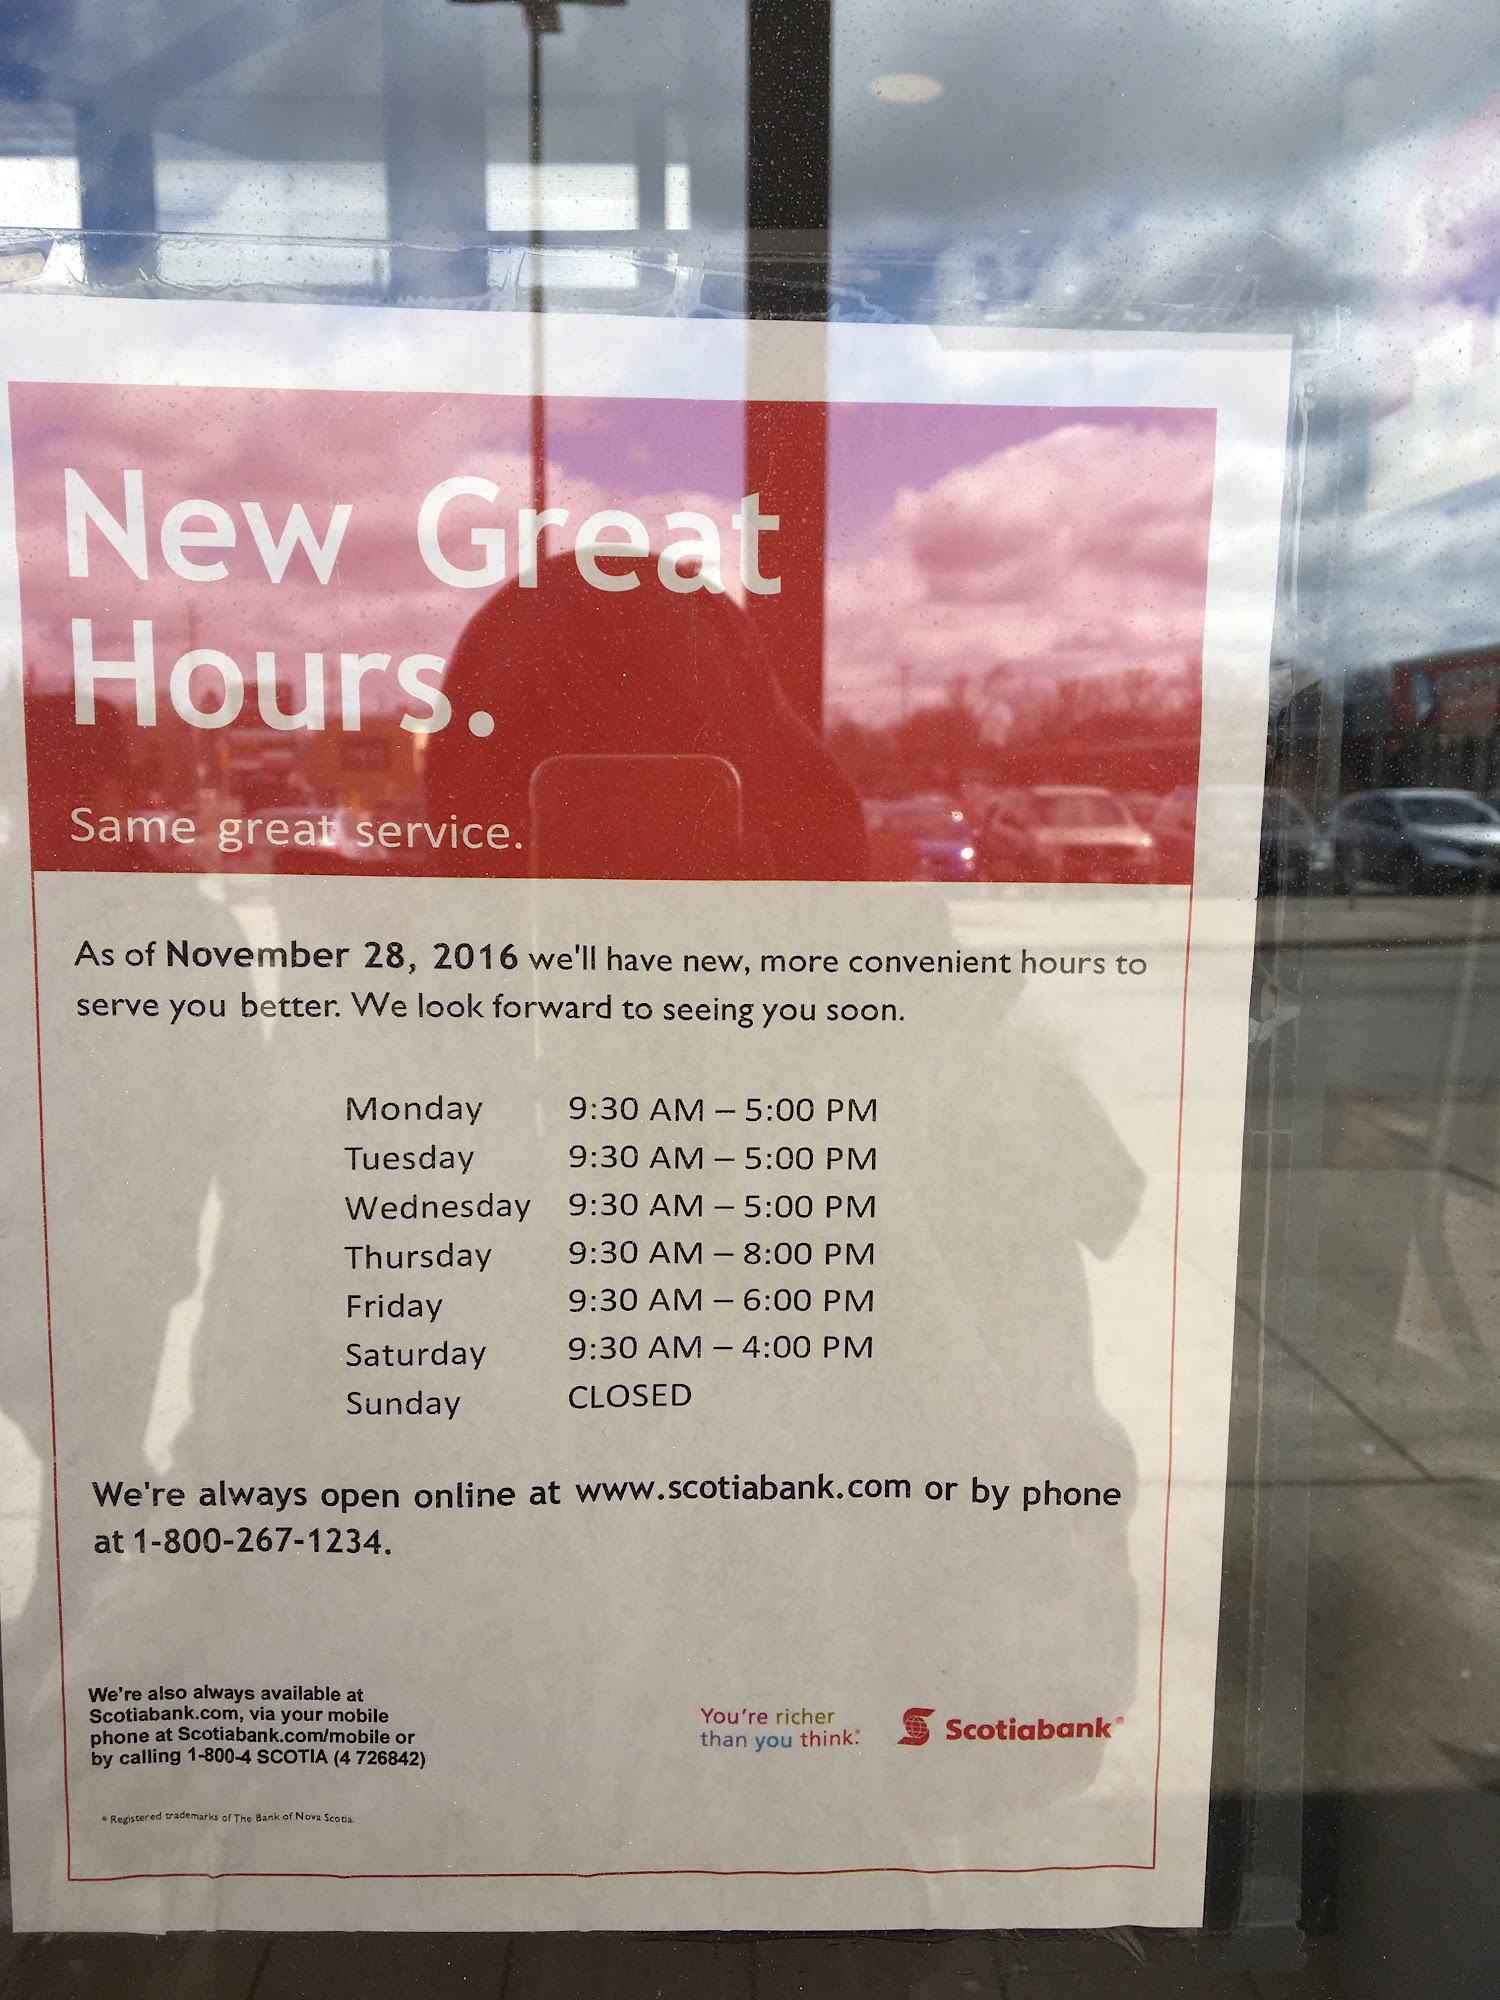 New Great
Hours.
Same great service.
As of November 28, 2016 we'll have new, more convenient hours to
serve you better. We look forward to seeing you soon.
Monday 9:30 AM – 5:00 PM
Tuesday 9:30 AM – 5:00 PM
Wednesday 9:30 AM – 5:00 PM
Thursday 9:30 AM – 8:00 PM
Friday 9:30 AM – 6:00 PM
Saturday 9:30 AM – 4:00 PM
Sunday CLOSED
We're always open online at www.scotiabank.com or by phone
at 1-800-267-1234.
We're also always available at
Scotiabank.com, via your mobile
phone at Scotiabank.com/mobile or
by calling 1-800-4 SCOTIA (4 726842)
You're richer
than you think.®
Scotiabank®
® Registered trademarks of The Bank of Nova Scotia.